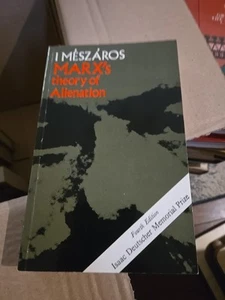 I MÉSZÁROS
MARX's
theory of
Alienation
Fourth Edition
Isaac Deutscher Memorial Prize